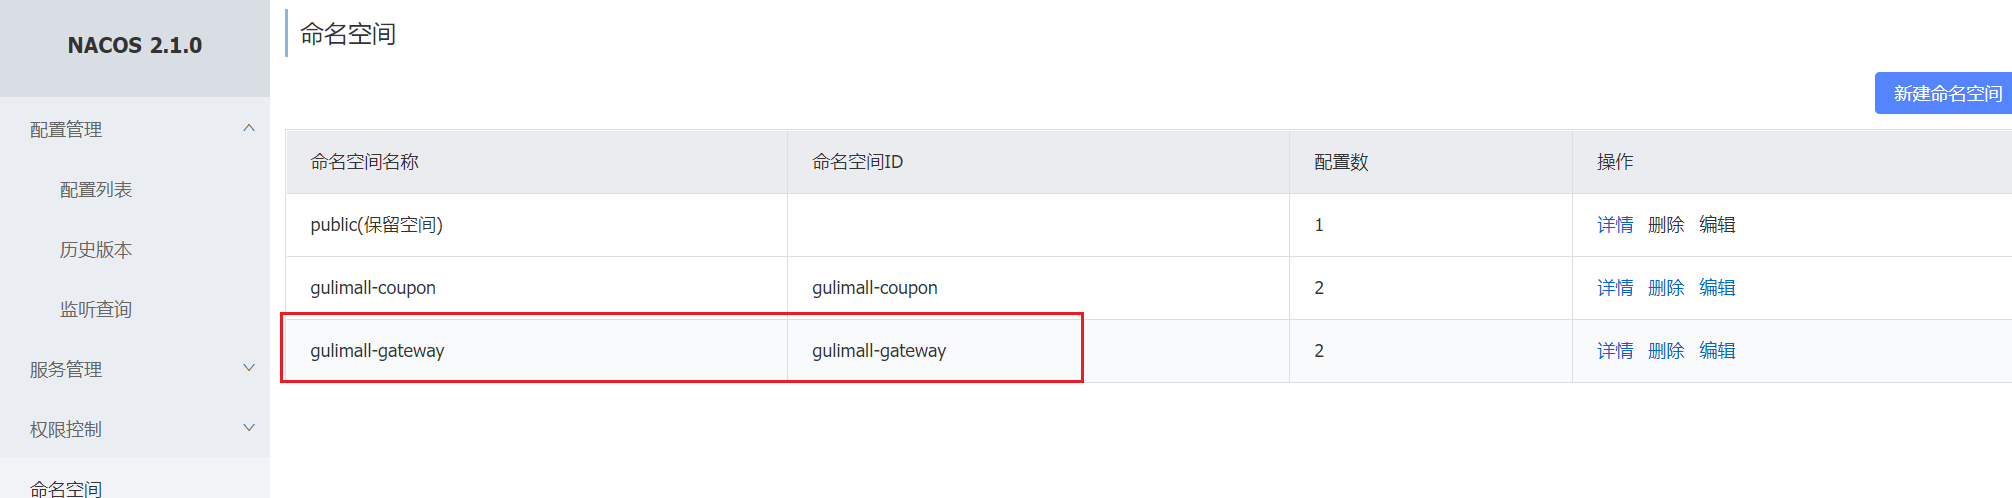 NACOS 2.1.0
配置管理
配置列表
历史版本
监听查询
服务管理
权限控制
命名空间
命名空间
新建命名空间
命名空间名称 命名空间ID 配置数 操作
public(保留空间) 1 详情 删除 编辑
gulimall-coupon gulimall-coupon 2 详情 删除 编辑
gulimall-gateway gulimall-gateway 2 详情 删除 编辑